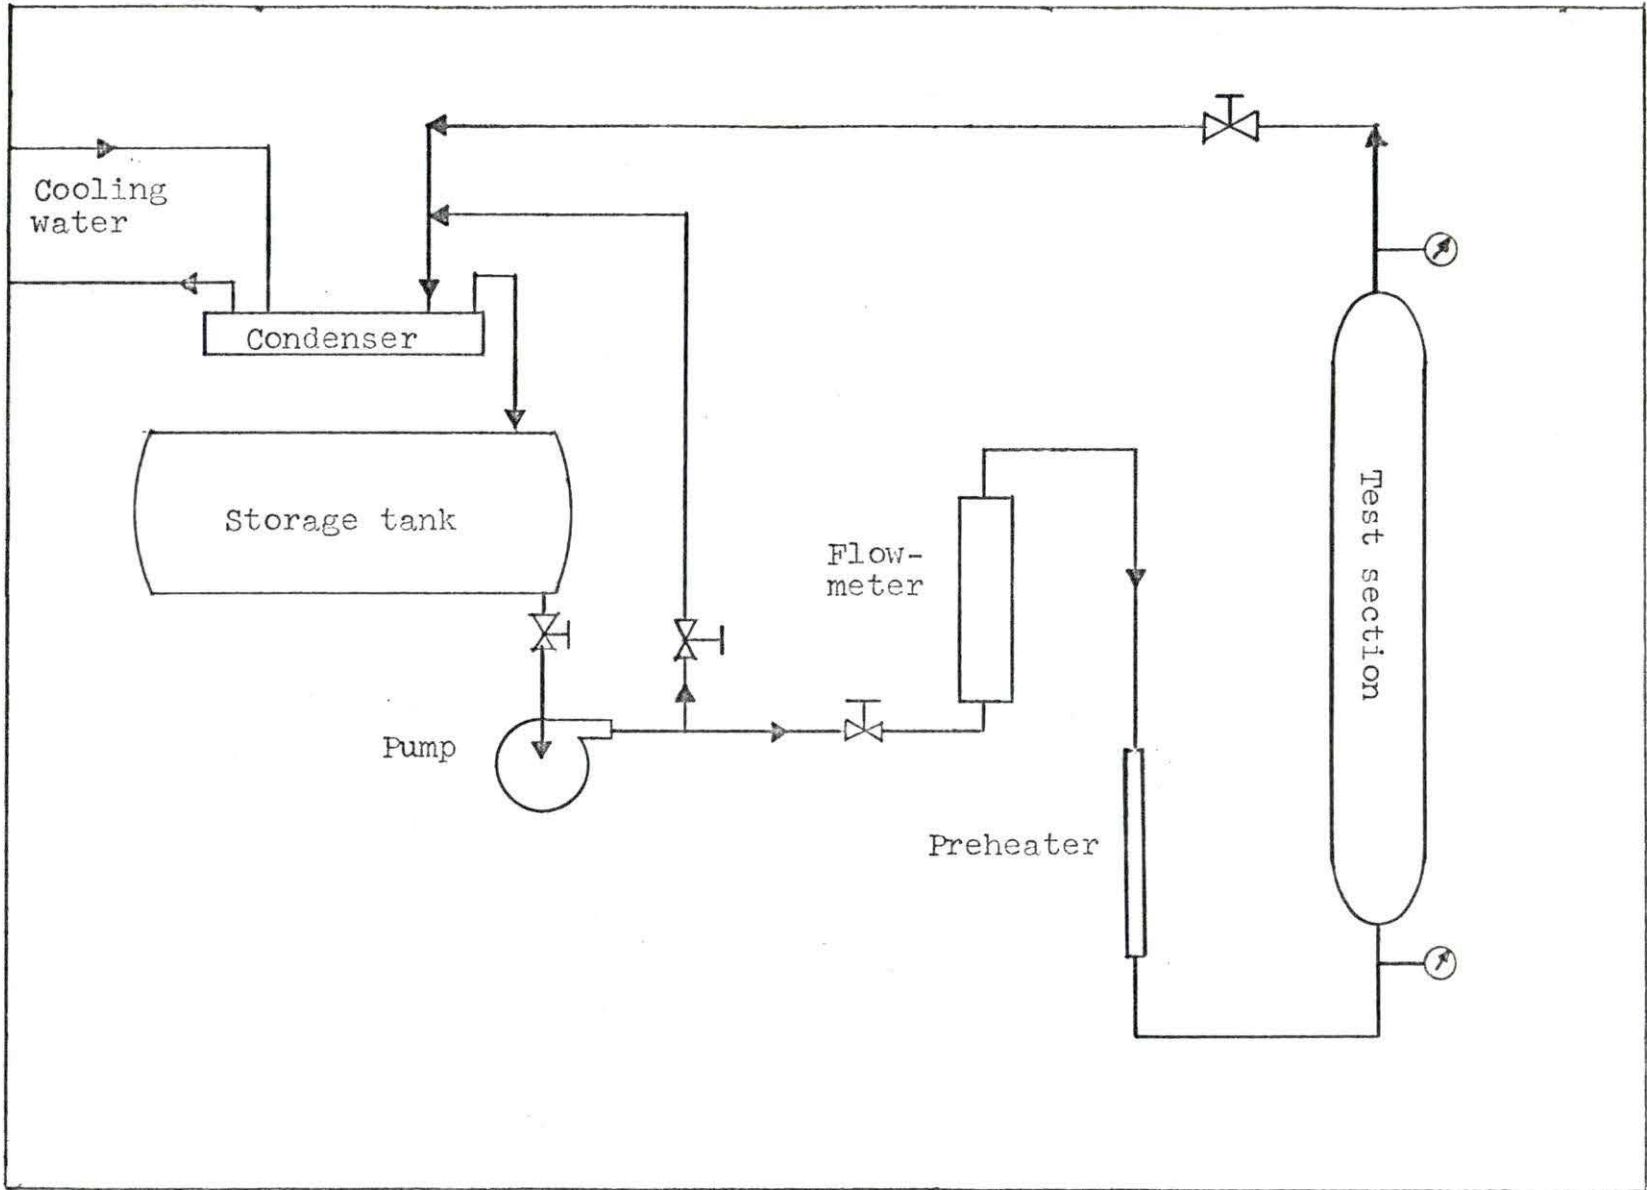 Cooling
water
Condenser
Storage tank
Flow-
meter
Test section
Pump
Preheater